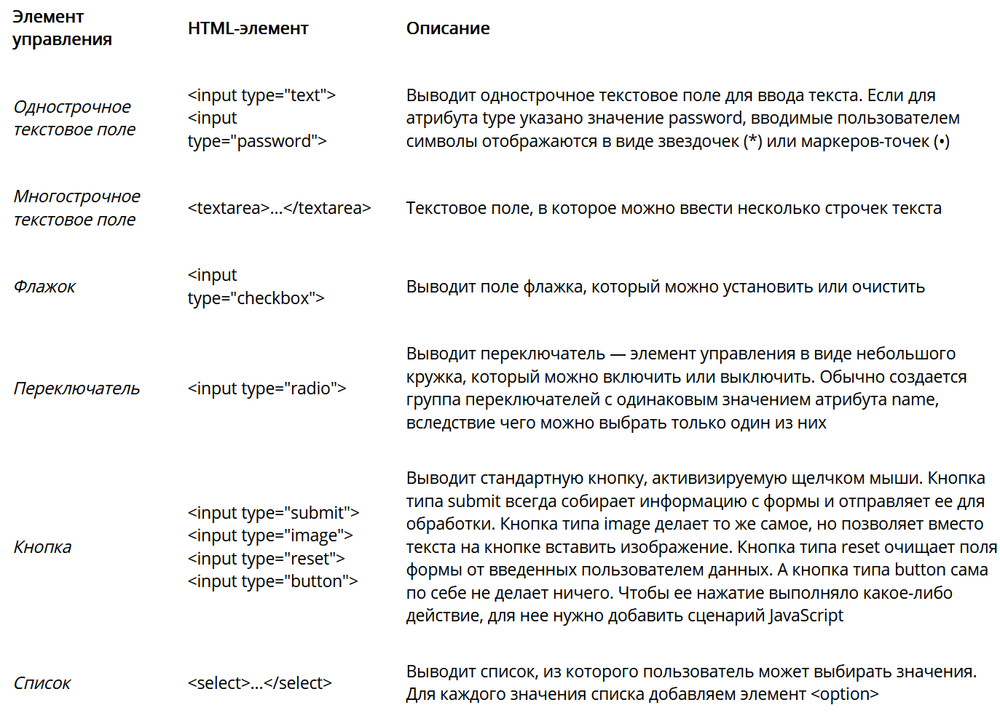 Элемент
управления
HTML-элемент
Описание
Однострочное
текстовое поле
<input type="text">
<input
type="password">
Выводит однострочное текстовое поле для ввода текста. Если для
атрибута type указано значение password, вводимые пользователем
символы отображаются в виде звездочек (*) или маркеров-точек (•)
Многострочное
текстовое поле
<textarea>...</textarea>
Текстовое поле, в которое можно ввести несколько строчек текста
Флажок
<input
type="checkbox">
Выводит поле флажка, который можно установить или очистить
Переключатель
<input type="radio">
Выводит переключатель — элемент управления в виде небольшого
кружка, который можно включить или выключить. Обычно создается
группа переключателей с одинаковым значением атрибута name,
вследствие чего можно выбрать только один из них
Кнопка
<input type="submit">
<input type="image">
<input type="reset">
<input type="button">
Выводит стандартную кнопку, активизируемую щелчком мыши. Кнопка
типа submit всегда собирает информацию с формы и отправляет ее для
обработки. Кнопка типа image делает то же самое, но позволяет вместо
текста на кнопке вставить изображение. Кнопка типа reset очищает поля
формы от введенных пользователем данных. А кнопка типа button сама
по себе не делает ничего. Чтобы ее нажатие выполняло какое-либо
действие, для нее нужно добавить сценарий JavaScript
Список
<select>...</select>
Выводит список, из которого пользователь может выбирать значения.
Для каждого значения списка добавляем элемент <option>